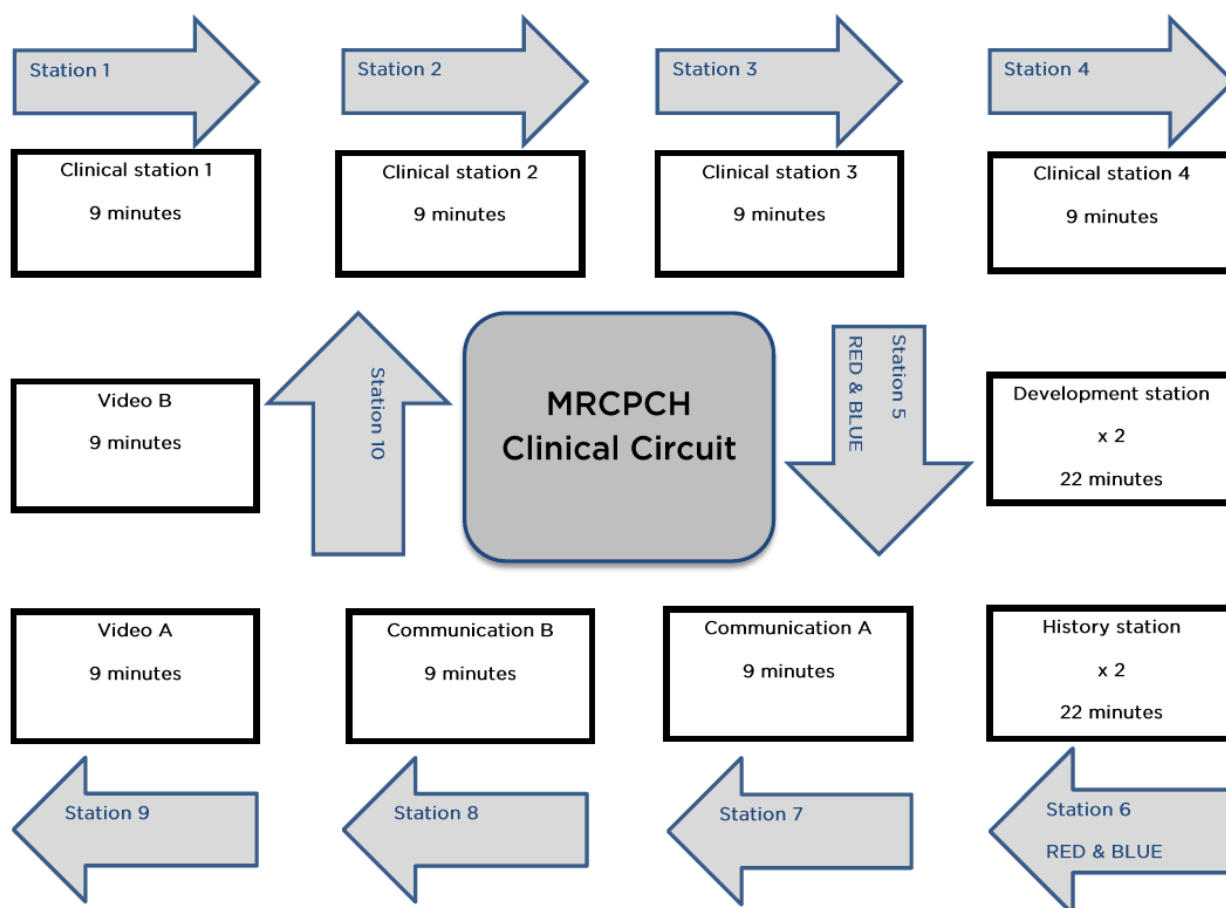 Station 1
Station 2
Station 3
Station 4
Clinical station 1
9 minutes
Clinical station 2
9 minutes
Clinical station 3
9 minutes
Clinical station 4
9 minutes
Video B
9 minutes
Station 10
MRCPCH
Clinical Circuit
Station 5
RED & BLUE
Development station
x 2
22 minutes
Video A
9 minutes
Communication B
9 minutes
Communication A
9 minutes
History station
x 2
22 minutes
Station 9
Station 8
Station 7
Station 6
RED & BLUE